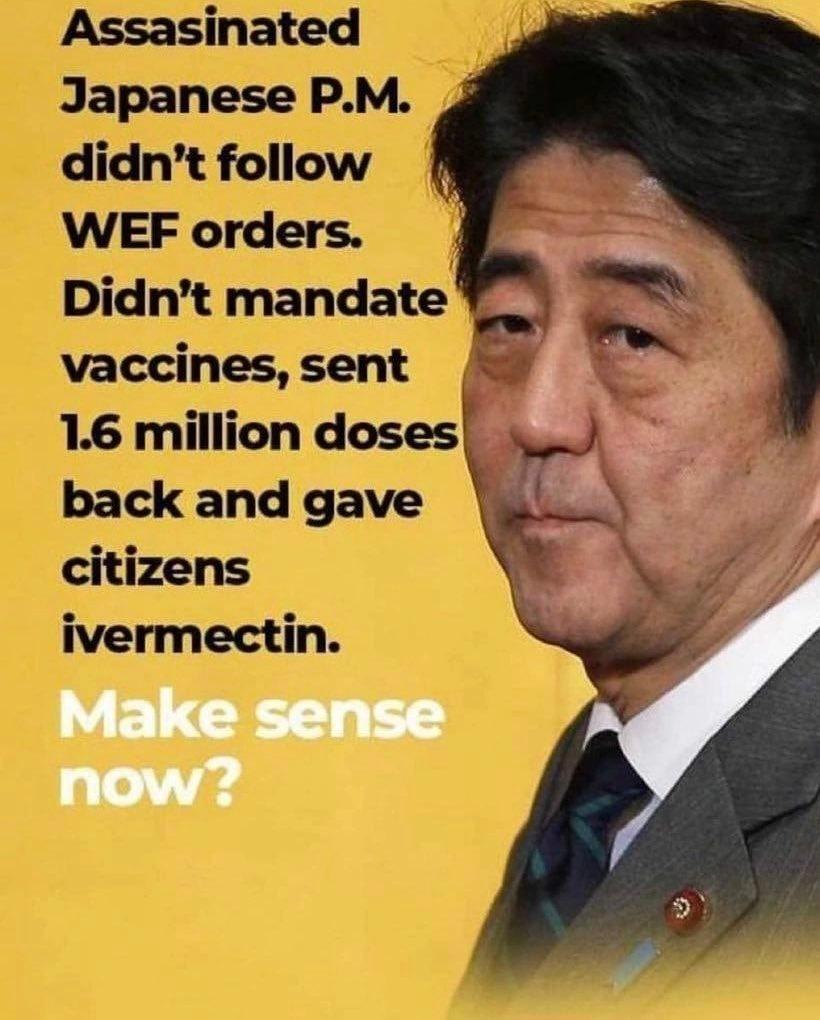 Assasinated
Japanese P.M.
didn't follow
WEF orders.
Didn't mandate
vaccines, sent
1.6 million doses
back and gave
citizens
ivermectin.
Make sense
now?